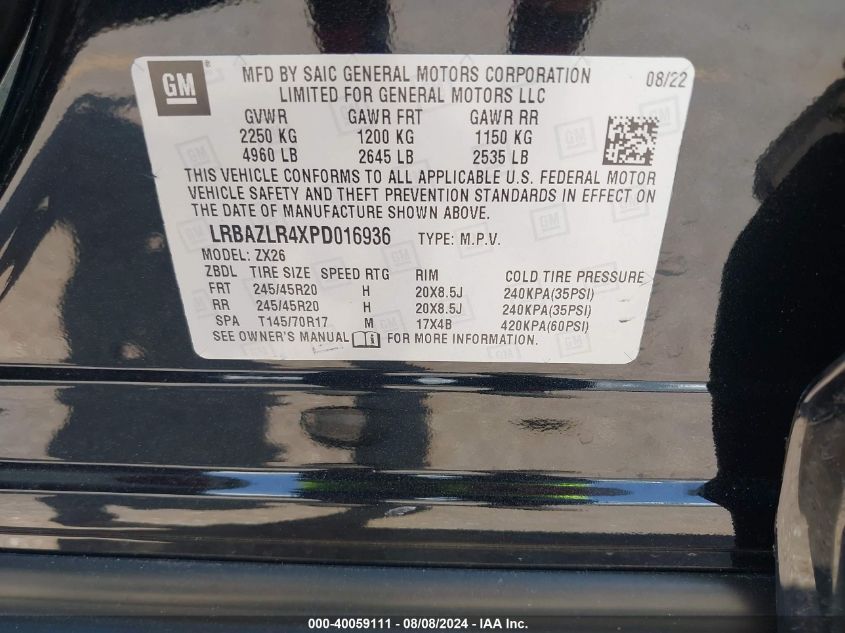 GM
MFD BY SAIC GENERAL MOTORS CORPORATION 08/22
LIMITED FOR GENERAL MOTORS LLC
GVWR GAWR FRT GAWR RR
2250 KG 1200 KG 1150 KG
4960 LB 2645 LB 2535 LB
THIS VEHICLE CONFORMS TO ALL APPLICABLE U.S. FEDERAL MOTOR
VEHICLE SAFETY AND THEFT PREVENTION STANDARDS IN EFFECT ON
THE DATE OF MANUFACTURE SHOWN ABOVE.
LRBAZLR4XPD016936 TYPE: M.P.V.
MODEL: ZX26
ZBDL TIRE SIZE SPEED RTG RIM COLD TIRE PRESSURE
FRT 245/45R20 H 20X8.5J 240KPA(35PSI)
RR 245/45R20 H 20X8.5J 240KPA(35PSI)
SPA T145/70R17 M 17X4B 420KPA(60PSI)
SEE OWNER'S MANUAL FOR MORE INFORMATION.
000-40059111 - 08/08/2024 - IAA Inc.